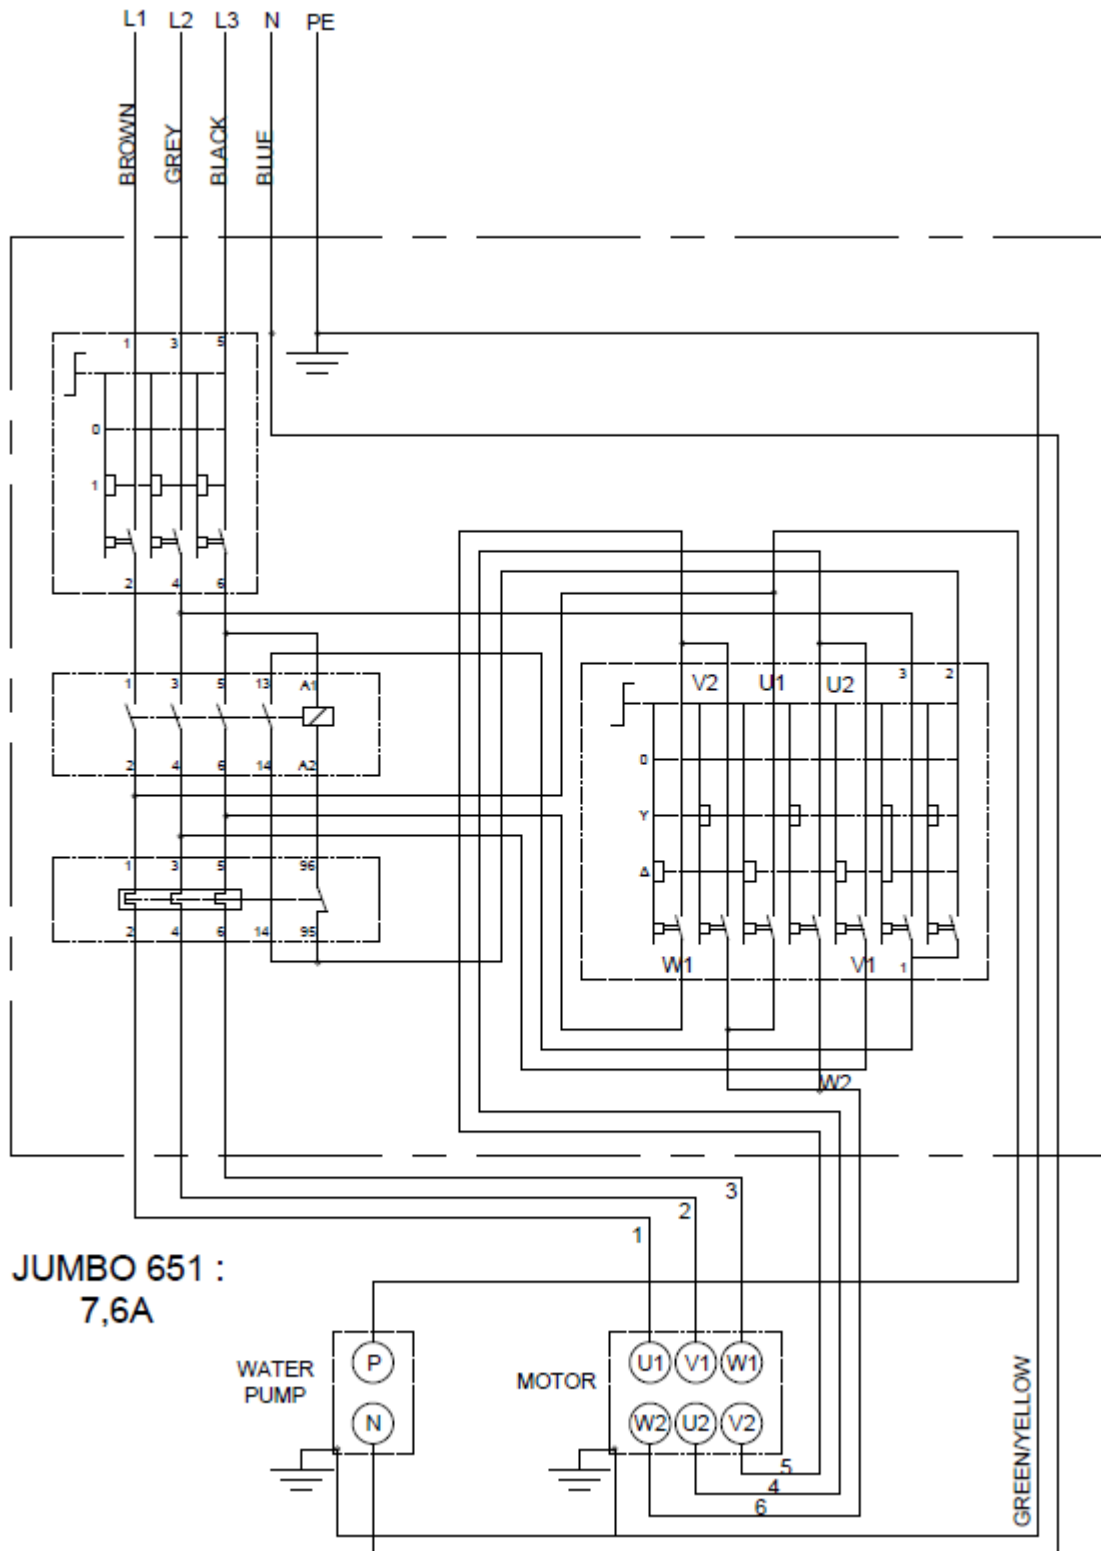 L1 L2 L3 N PE
BROWN
GREY
BLACK
BLUE
1 3 5
0
1
2 4 6
1 3 5 13 A1
2 4 6 14 A2
1 3 5 96
2 4 6 14 95
V2 U1 U2 3 2
0
Y
Δ
W1 V1 1
W2
3
2
1
JUMBO 651 :
7,6A
WATER
PUMP
P
N
MOTOR
U1 V1 W1
W2 U2 V2
5
4
6
GREEN/YELLOW